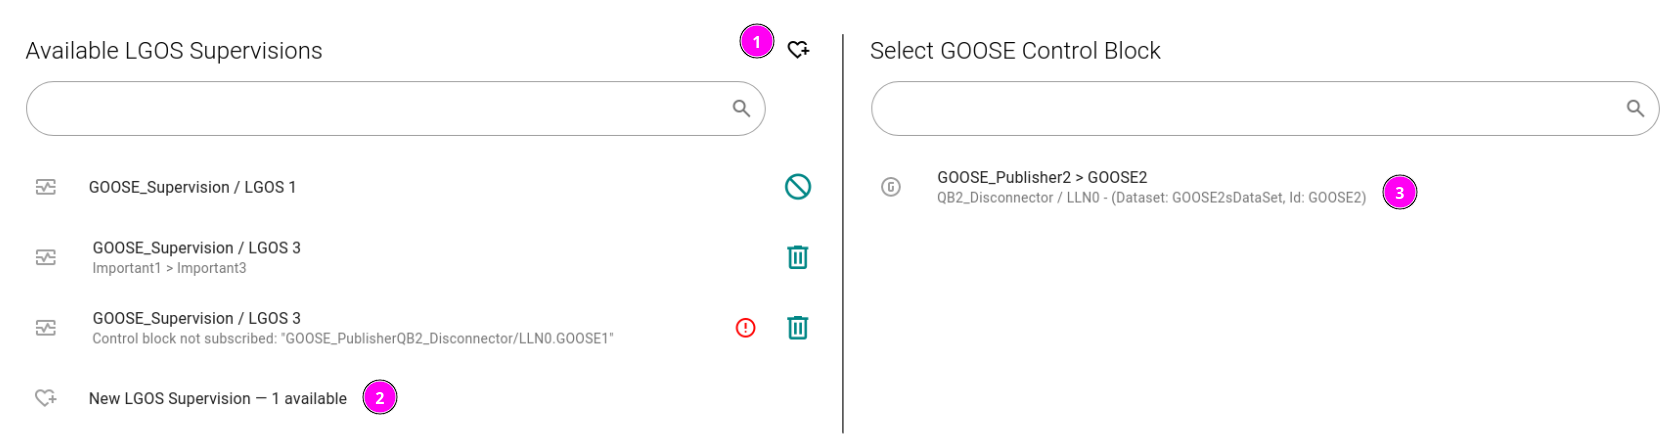 Available LGOS Supervisions
1
GOOSE_Supervision / LGOS 1
GOOSE_Supervision / LGOS 3
Important1 > Important3
GOOSE_Supervision / LGOS 3
Control block not subscribed: "GOOSE_PublisherQB2_Disconnector/LLN0.GOOSE1"
New LGOS Supervision — 1 available
2
Select GOOSE Control Block
G
GOOSE_Publisher2 > GOOSE2
QB2_Disconnector / LLN0 - (Dataset: GOOSE2sDataSet, Id: GOOSE2)
3